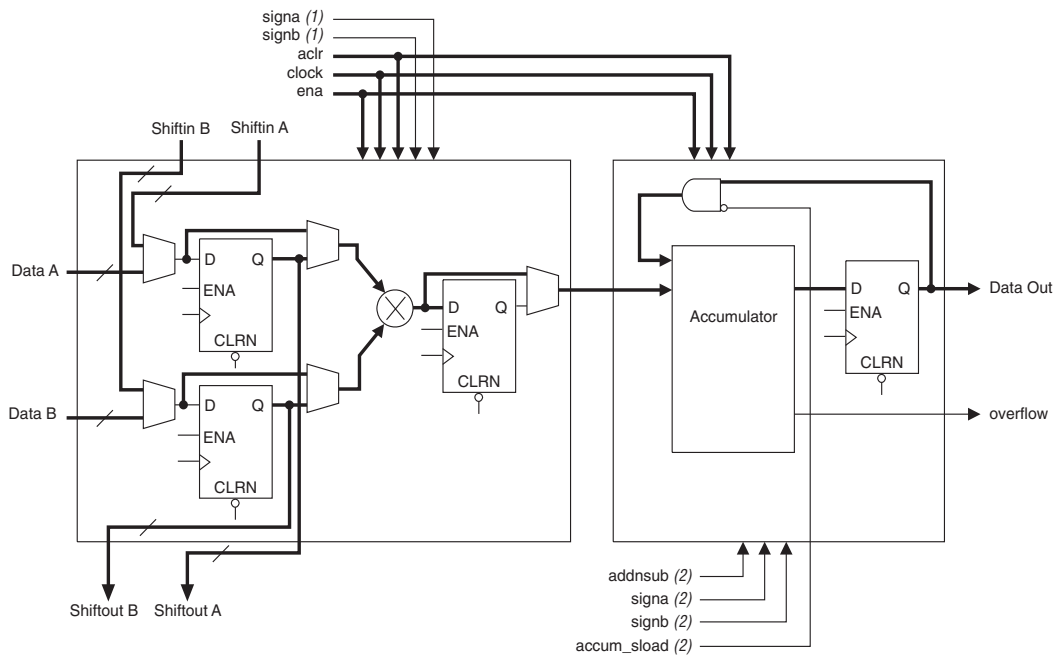 signa (1)
signb (1)
aclr
clock
ena
Shiftin B
Shiftin A
Data A
D
Q
ENA
CLRN
Data B
D
Q
ENA
CLRN
D
Q
ENA
CLRN
Accumulator
D
Q
ENA
CLRN
Data Out
overflow
Shiftout B
Shiftout A
addnsub (2)
signa (2)
signb (2)
accum_sload (2)